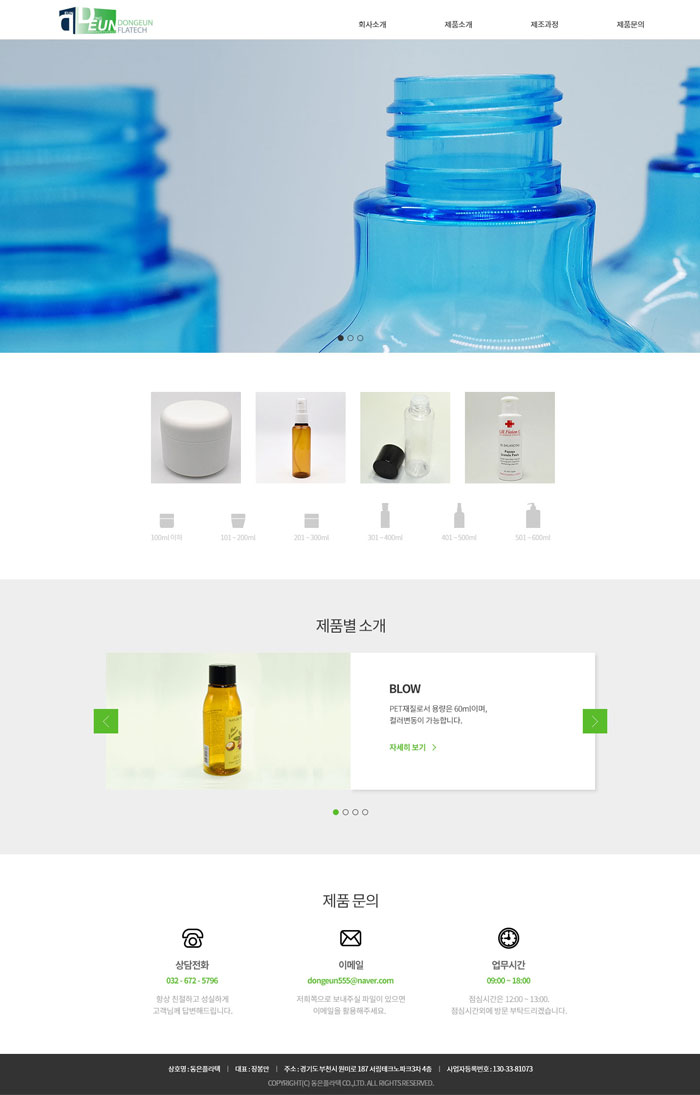 DEUN DONGEUN
FLATECH
회사소개 제품소개 제조과정 제품문의
100ml 이하 101 ~ 200ml 201 ~ 300ml 301 ~ 400ml 401 ~ 500ml 501 ~ 600ml
제품별 소개
BLOW
PET재질로서 용량은 60ml이며,
컬러변동이 가능합니다.
자세히 보기
제품 문의
상담전화 이메일 업무시간
032 - 672 - 5796 dongeun555@naver.com 09:00 ~ 18:00
항상 친절하고 성실하게 저희쪽으로 보내주실 파일이 있으면 점심시간은 12:00 ~ 13:00.
고객님께 답변해드립니다. 이메일을 활용해주세요. 점심시간외에 방문 부탁드리겠습니다.
상호명 : 동은플라텍 | 대표 : 장봉안 | 주소 : 경기도 부천시 원미로 187 서림테크노파크3차 4층 | 사업자등록번호 : 130-33-81073
COPYRIGHT(C) 동은플라텍 CO.,LTD. ALL RIGHTS RESERVED.